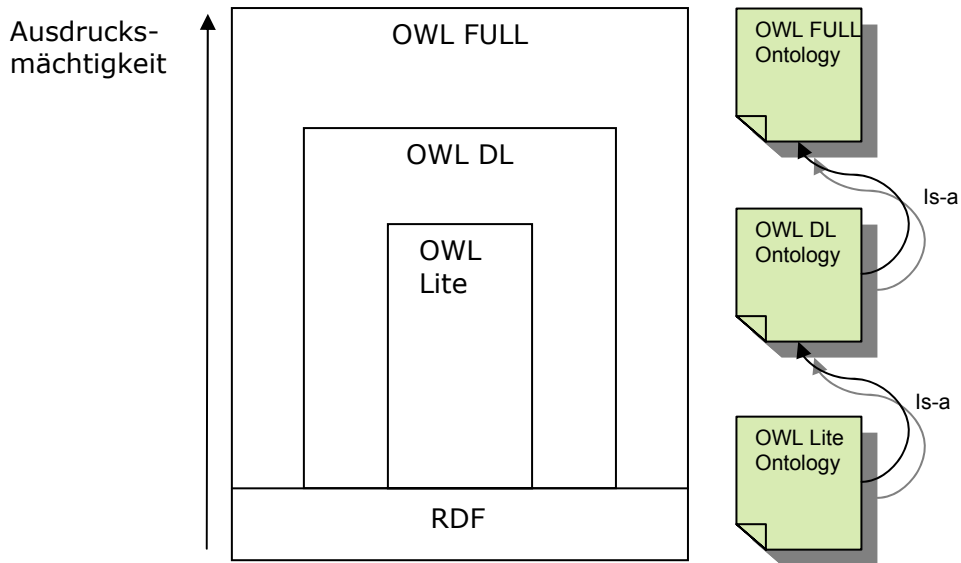 Ausdrucks-
mächtigkeit
OWL FULL
OWL DL
OWL
Lite
RDF
OWL FULL
Ontology
Is-a
OWL DL
Ontology
Is-a
OWL Lite
Ontology